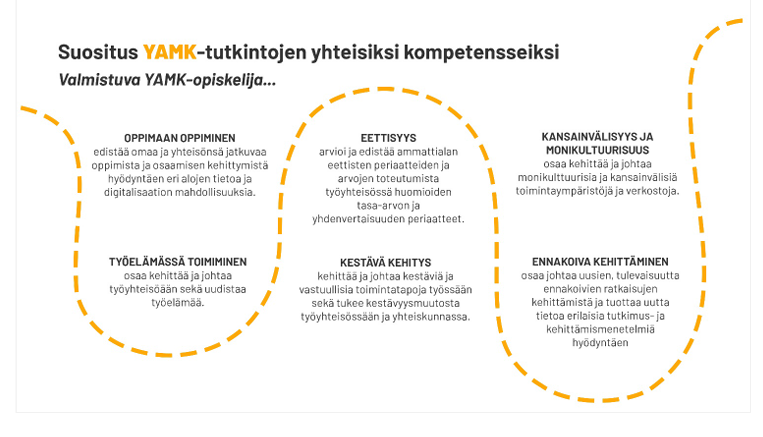 Suositus YAMK-tutkintojen yhteisiksi kompetensseiksi
Valmistuva YAMK-opiskelija...
OPPIMAAN OPPIMINEN
edistää omaa ja yhteisönsä jatkuvaa
oppimista ja osaamisen kehittymistä
hyödyntäen eri alojen tietoa ja
digitalisaation mahdollisuuksia.
TYÖELÄMÄSSÄ TOIMIMINEN
osaa kehittää ja johtaa
työyhteisöään sekä uudistaa
työelämää.
EETTISYYS
arvioi ja edistää ammattialan
eettisten periaatteiden ja
arvojen toteutumista
työyhteisössä huomioiden
tasa-arvon ja
yhdenvertaisuuden periaatteet.
KESTÄVÄ KEHITYS
kehittää ja johtaa kestäviä ja
vastuullisia toimintatapoja työssään
sekä tukee kestävyysmuutosta
työyhteisössään ja yhteiskunnassa.
KANSAINVÄLISYYS JA
MONIKULTUURISUUS
osaa kehittää ja johtaa
monikulttuurisia ja kansainvälisiä
toimintaympäristöjä ja verkostoja.
ENNAKOIVA KEHITTÄMINEN
osaa johtaa uusien, tulevaisuutta
ennakoivien ratkaisujen
kehittämistä ja tuottaa uutta
tietoa erilaisia tutkimus- ja
kehittämismenetelmiä
hyödyntäen